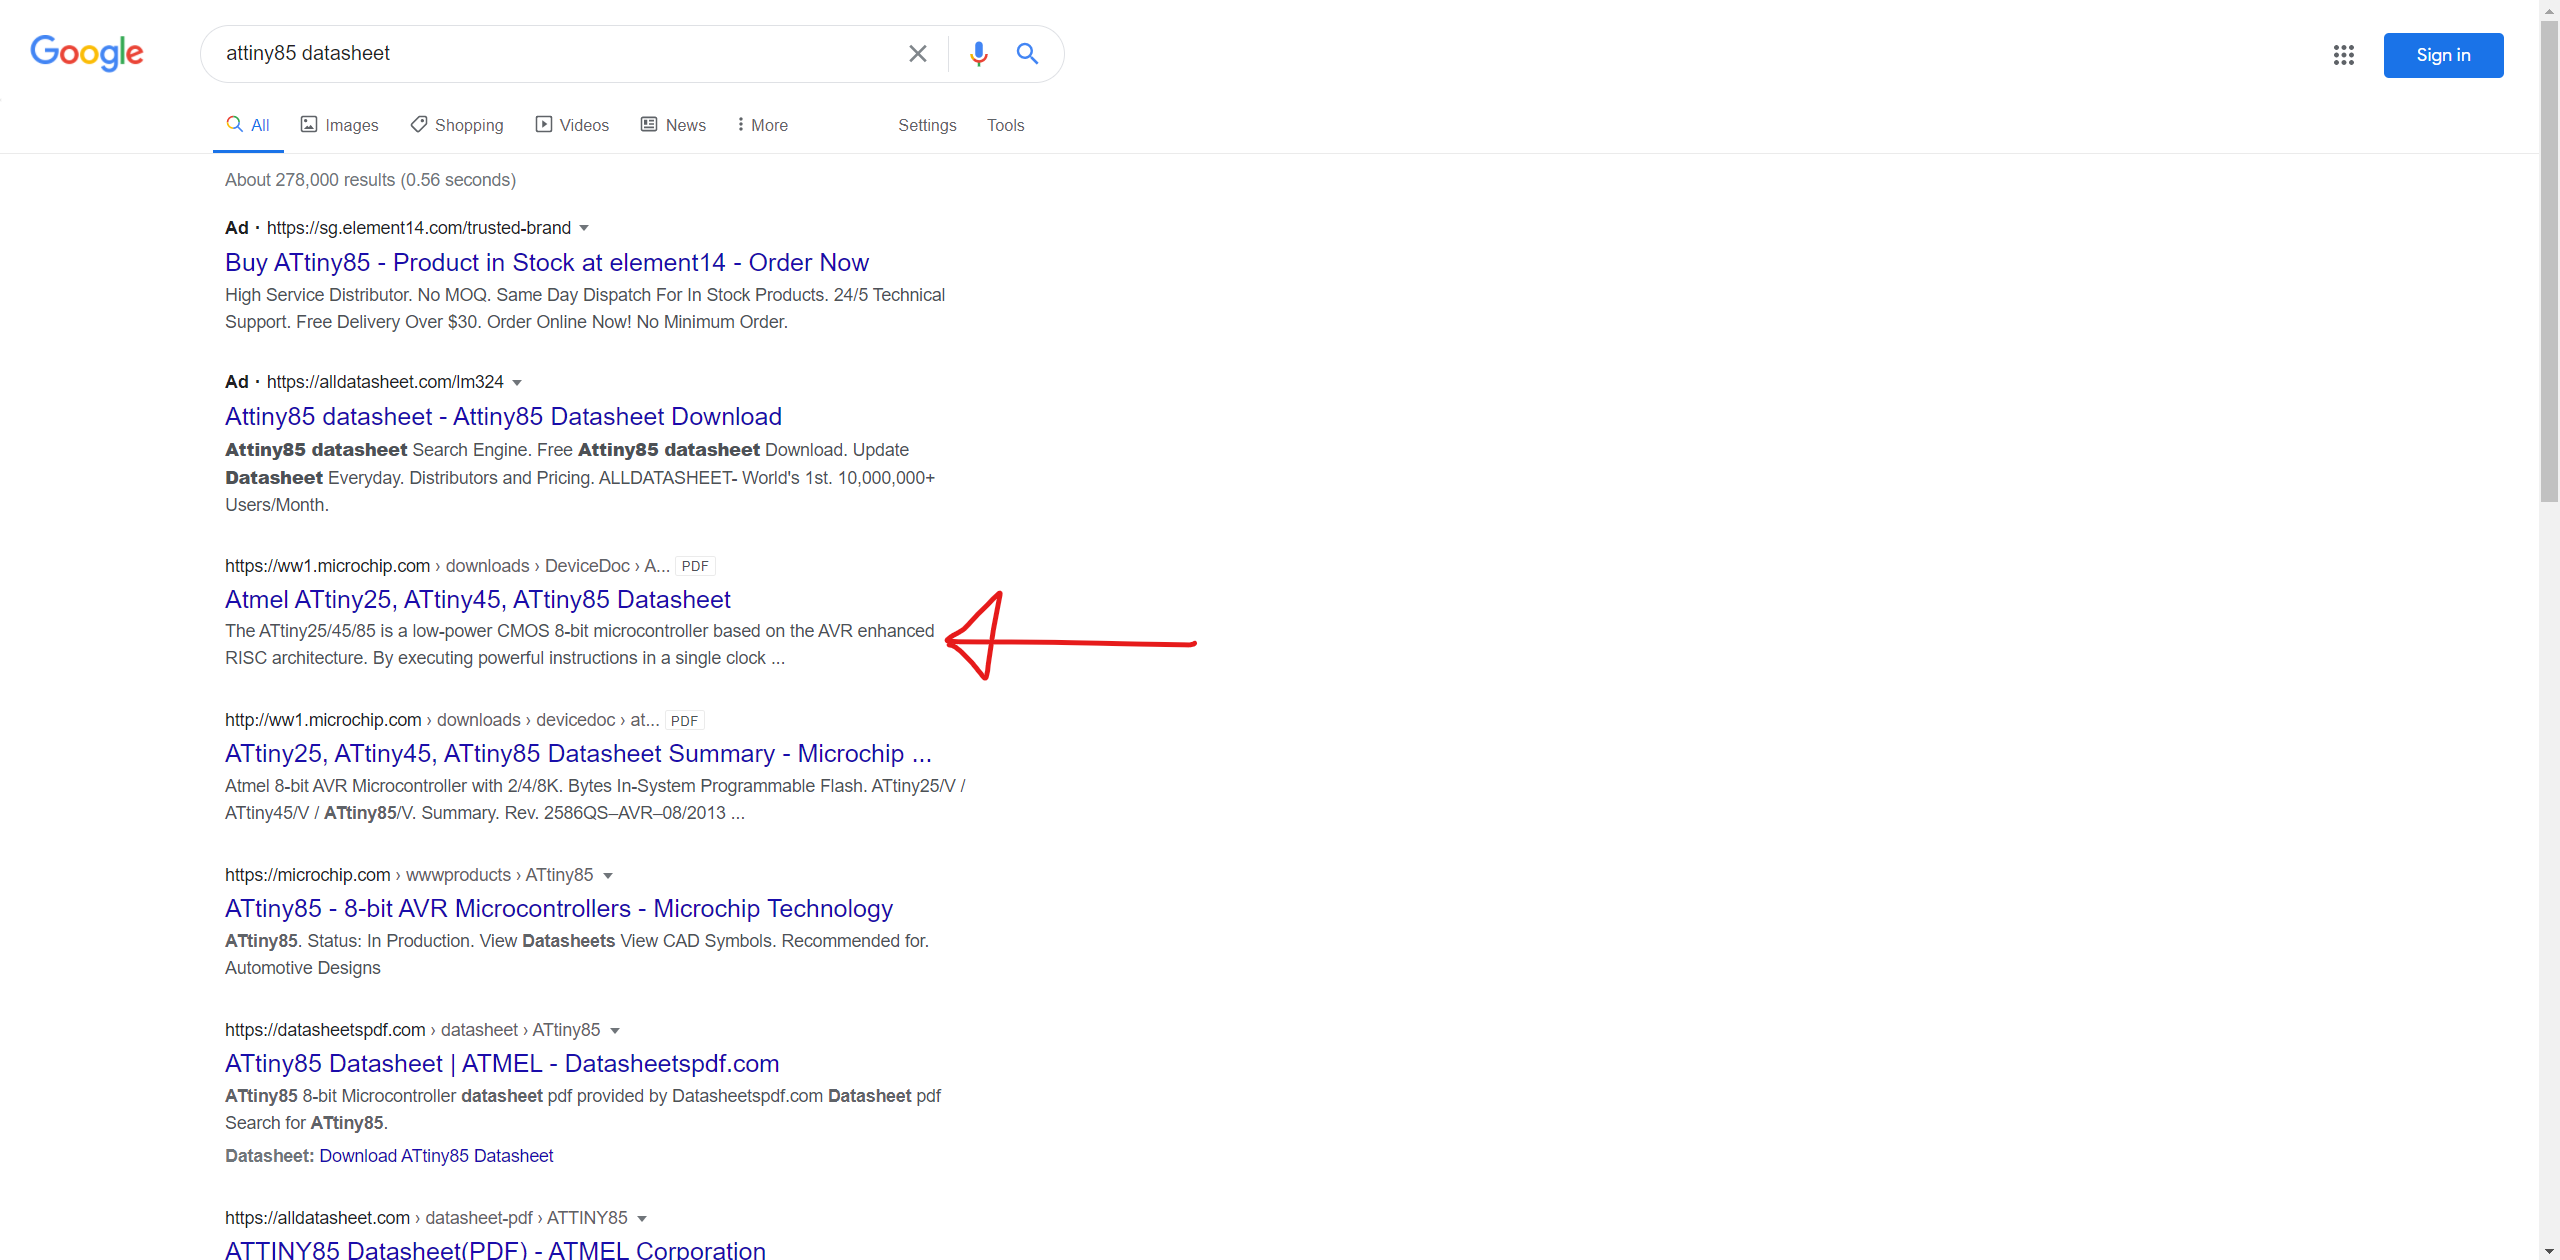 Google
attiny85 datasheet
Sign in
All Images Shopping Videos News More Settings Tools
About 278,000 results (0.56 seconds)
Ad · https://sg.element14.com/trusted-brand
Buy ATtiny85 - Product in Stock at element14 - Order Now
High Service Distributor. No MOQ. Same Day Dispatch For In Stock Products. 24/5 Technical
Support. Free Delivery Over $30. Order Online Now! No Minimum Order.
Ad · https://alldatasheet.com/lm324
Attiny85 datasheet - Attiny85 Datasheet Download
Attiny85 datasheet Search Engine. Free Attiny85 datasheet Download. Update
Datasheet Everyday. Distributors and Pricing. ALLDATASHEET- World's 1st. 10,000,000+
Users/Month.
https://ww1.microchip.com › downloads › DeviceDoc › A... PDF
Atmel ATtiny25, ATtiny45, ATtiny85 Datasheet
The ATtiny25/45/85 is a low-power CMOS 8-bit microcontroller based on the AVR enhanced
RISC architecture. By executing powerful instructions in a single clock ...
http://ww1.microchip.com › downloads › devicedoc › at... PDF
ATtiny25, ATtiny45, ATtiny85 Datasheet Summary - Microchip ...
Atmel 8-bit AVR Microcontroller with 2/4/8K. Bytes In-System Programmable Flash. ATtiny25/V /
ATtiny45/V / ATtiny85/V. Summary. Rev. 2586QS–AVR–08/2013 ...
https://microchip.com › wwwproducts › ATtiny85
ATtiny85 - 8-bit AVR Microcontrollers - Microchip Technology
ATtiny85. Status: In Production. View Datasheets View CAD Symbols. Recommended for.
Automotive Designs
https://datasheetspdf.com › datasheet › ATtiny85
ATtiny85 Datasheet | ATMEL - Datasheetspdf.com
ATtiny85 8-bit Microcontroller datasheet pdf provided by Datasheetspdf.com Datasheet pdf
Search for ATtiny85.
Datasheet: Download ATtiny85 Datasheet
https://alldatasheet.com › datasheet-pdf › ATTINY85
ATTINY85 Datasheet(PDF) - ATMEL Corporation